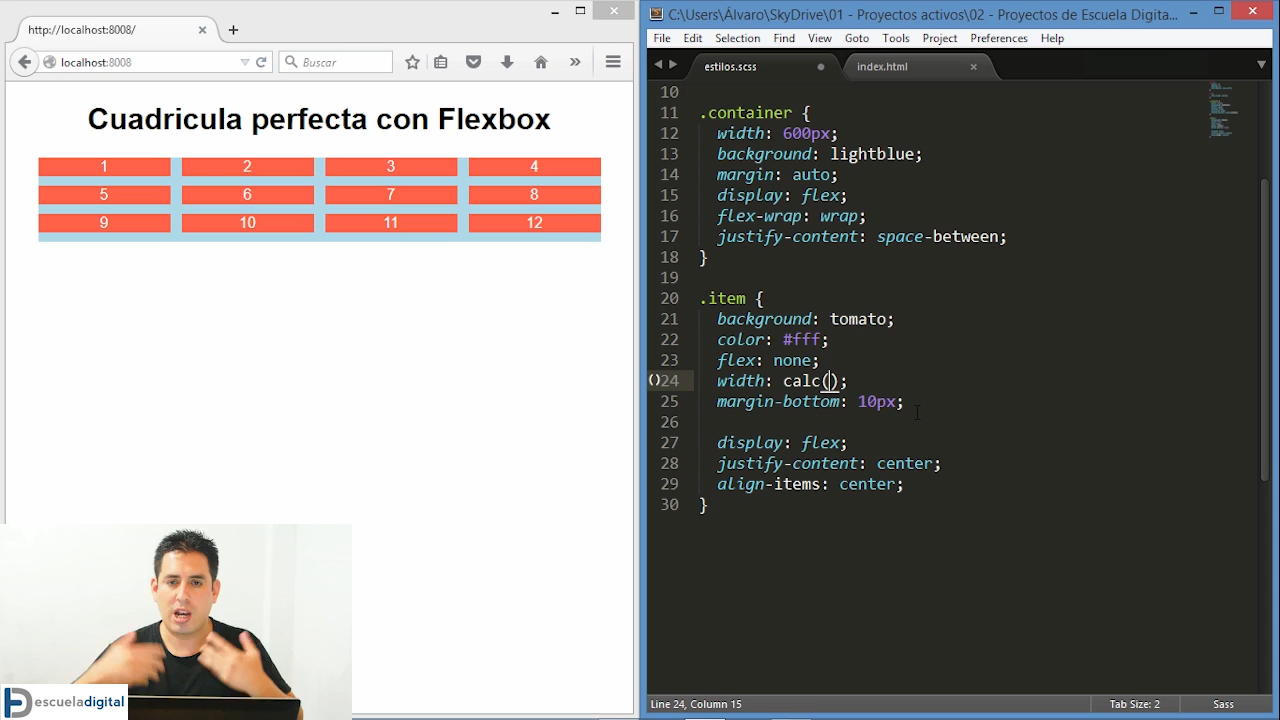 http://localhost:8008/
localhost:8008
Buscar
Cuadricula perfecta con Flexbox
1 2 3 4
5 6 7 8
9 10 11 12
escueladigital
C:\Users\Álvaro\SkyDrive\01 - Proyectos activos\02 - Proyectos de Escuela Digita...
File Edit Selection Find View Goto Tools Project Preferences Help
estilos.scss
index.html
10
11 .container {
12 width: 600px;
13 background: lightblue;
14 margin: auto;
15 display: flex;
16 flex-wrap: wrap;
17 justify-content: space-between;
18 }
19
20 .item {
21 background: tomato;
22 color: #fff;
23 flex: none;
()24 width: calc();
25 margin-bottom: 10px;
26
27 display: flex;
28 justify-content: center;
29 align-items: center;
30 }
Line 24, Column 15
Tab Size: 2
Sass